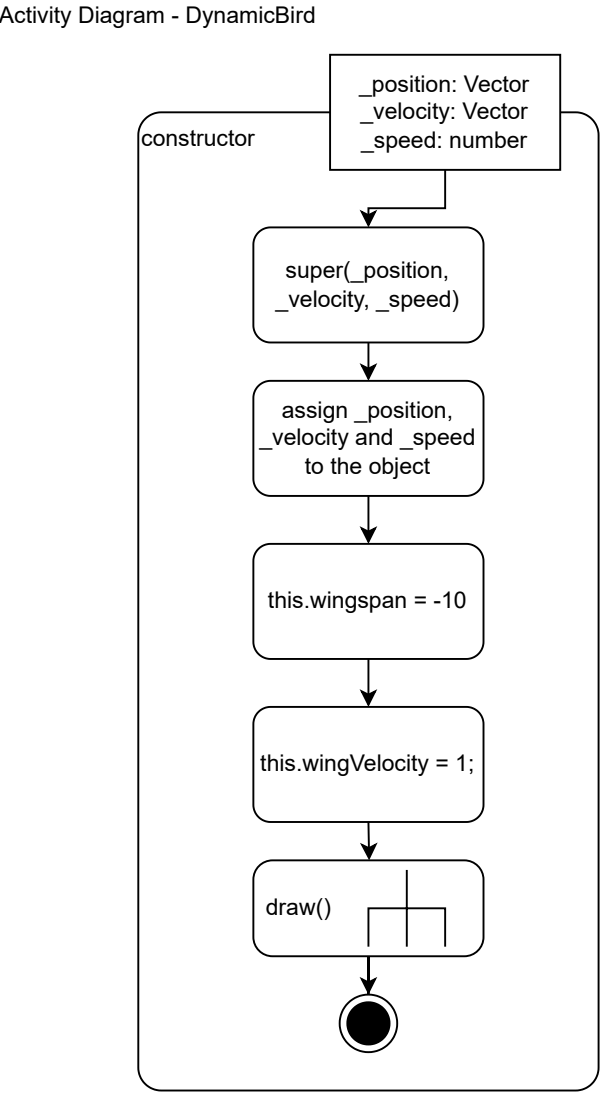 Activity Diagram - DynamicBird
_position: Vector
_velocity: Vector
_speed: number
constructor
super(_position,
_velocity, _speed)
assign _position,
_velocity and _speed
to the object
this.wingspan = -10
this.wingVelocity = 1;
draw()